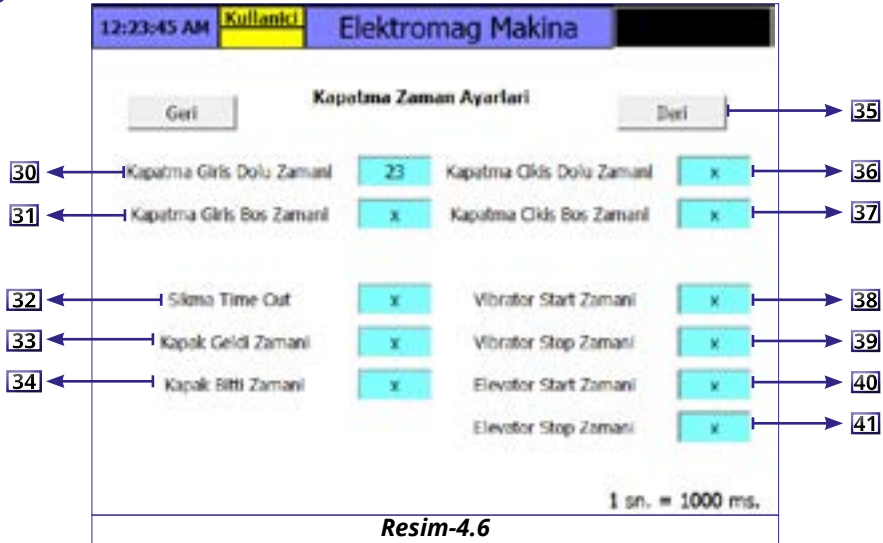 12:23:45 AM Kullanici Elektromag Makina
Kapatma Zaman Ayarlari
Geri Ileri 35
30 Kapatma Giris Dolu Zamani 23 Kapatma Cikis Dolu Zamani x 36
31 Kapatma Giris Bos Zamani x Kapatma Cikis Bos Zamani x 37
32 Sikma Time Out x Vibrator Start Zamani x 38
33 Kapak Geldi Zamani x Vibrator Stop Zamani x 39
34 Kapak Bitti Zamani x Elevator Start Zamani x 40
Elevator Stop Zamani x 41
1 sn. = 1000 ms.
Resim-4.6